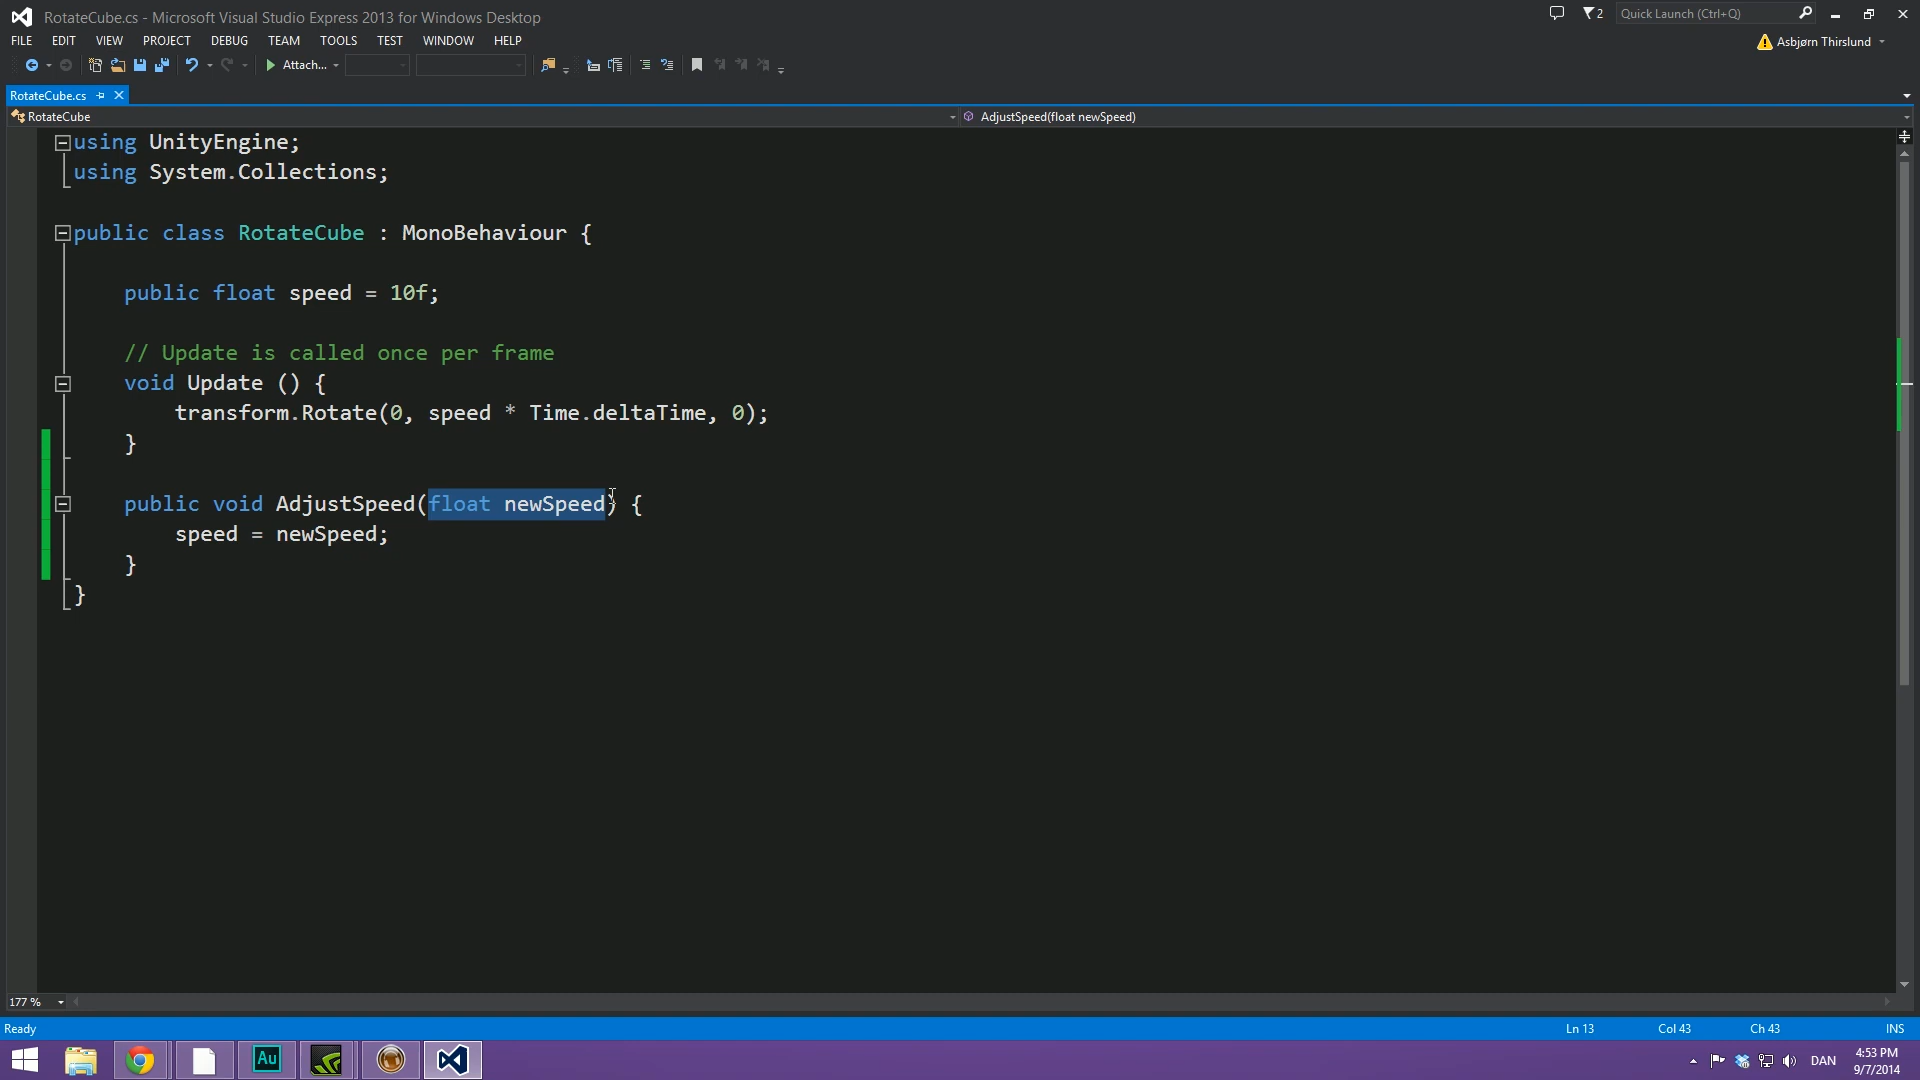 RotateCube.cs - Microsoft Visual Studio Express 2013 for Windows Desktop
2
Quick Launch (Ctrl+Q)
FILE EDIT VIEW PROJECT DEBUG TEAM TOOLS TEST WINDOW HELP
Asbjørn Thirslund
Attach...
RotateCube.cs
RotateCube
AdjustSpeed(float newSpeed)
using UnityEngine;
using System.Collections;
public class RotateCube : MonoBehaviour {
public float speed = 10f;
// Update is called once per frame
void Update () {
transform.Rotate(0, speed * Time.deltaTime, 0);
}
public void AdjustSpeed(float newSpeed) {
speed = newSpeed;
}
}
177 %
Ready
Ln 13
Col 43
Ch 43
INS
Au
DAN
4:53 PM
9/7/2014